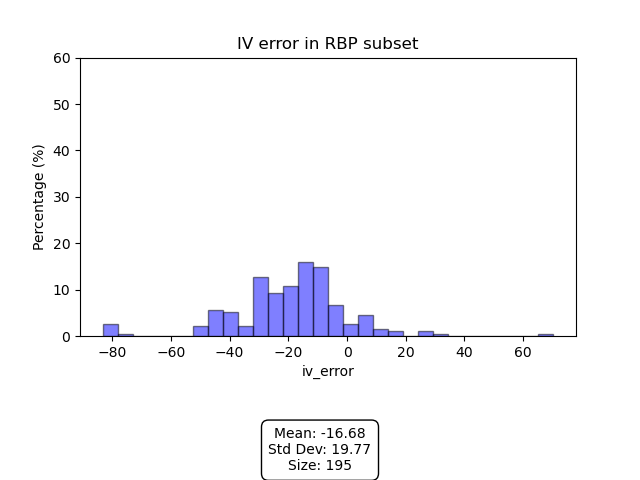 IV error in RBP subset
60
50
40
30
20
10
0
Percentage (%)
−80 −60 −40 −20 0 20 40 60
iv_error
Mean: -16.68
Std Dev: 19.77
Size: 195